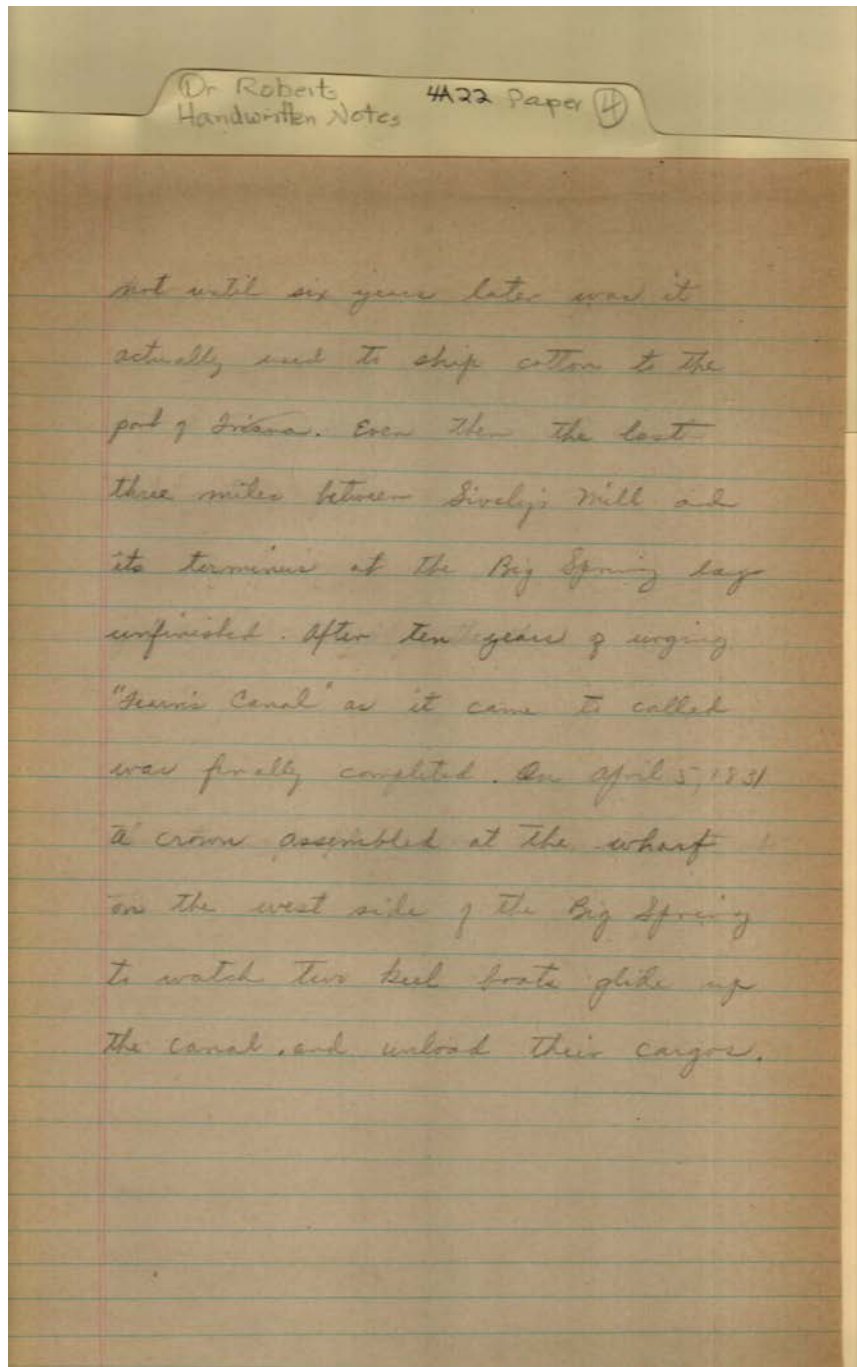 Dr Roberts 4A22 Paper 4
Handwritten Notes
not until six years later was it
actually used to ship cotton to the
port of Triana. Even then the last
three miles between Sively's Mill and
its terminus at the Big Spring lay
unfinished. After ten years of urging
"Fearn's Canal" as it came to called
was finally completed. On April 5, 1831
a crown assembled at the wharf
on the west side of the Big Spring
to watch two keel boats glide up
the canal, and unload their cargos.